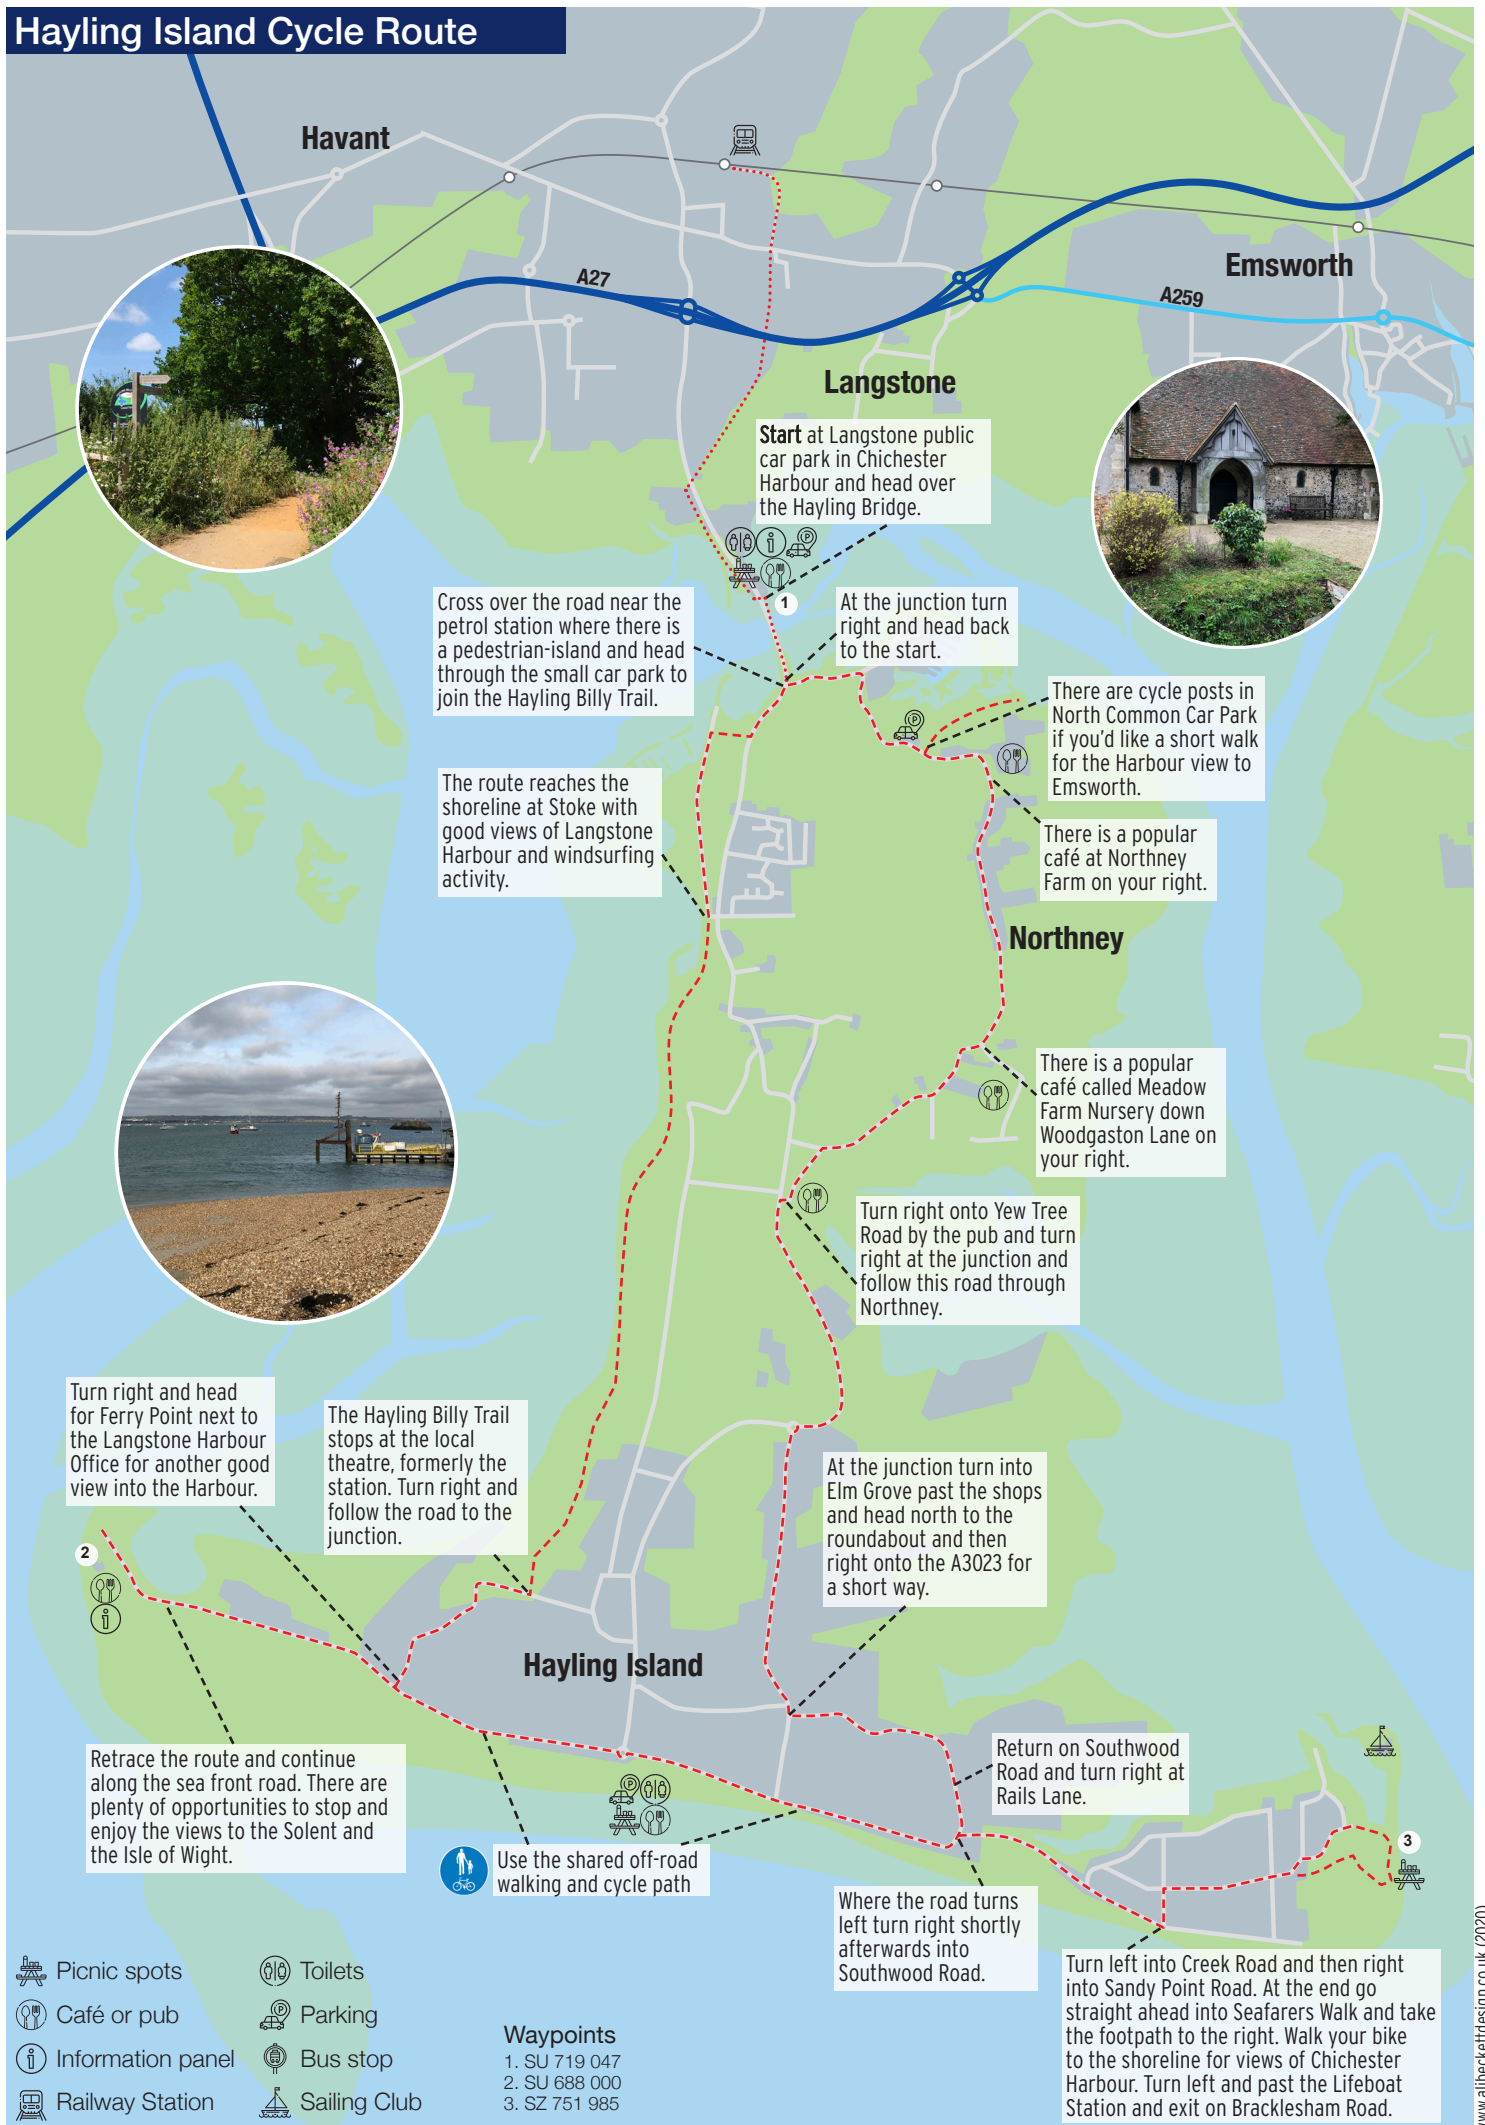 Hayling Island Cycle Route
Havant
Emsworth
A27
A259
Langstone
Start at Langstone public
car park in Chichester
Harbour and head over
the Hayling Bridge.
1
Cross over the road near the
petrol station where there is
a pedestrian-island and head
through the small car park to
join the Hayling Billy Trail.
At the junction turn
right and head back
to the start.
There are cycle posts in
North Common Car Park
if you'd like a short walk
for the Harbour view to
Emsworth.
The route reaches the
shoreline at Stoke with
good views of Langstone
Harbour and windsurfing
activity.
There is a popular
café at Northney
Farm on your right.
Northney
There is a popular
café called Meadow
Farm Nursery down
Woodgaston Lane on
your right.
Turn right onto Yew Tree
Road by the pub and turn
right at the junction and
follow this road through
Northney.
Turn right and head
for Ferry Point next to
the Langstone Harbour
Office for another good
view into the Harbour.
The Hayling Billy Trail
stops at the local
theatre, formerly the
station. Turn right and
follow the road to the
junction.
At the junction turn into
Elm Grove past the shops
and head north to the
roundabout and then
right onto the A3023 for
a short way.
2
Hayling Island
Retrace the route and continue
along the sea front road. There are
plenty of opportunities to stop and
enjoy the views to the Solent and
the Isle of Wight.
Return on Southwood
Road and turn right at
Rails Lane.
3
Use the shared off-road
walking and cycle path
Where the road turns
left turn right shortly
afterwards into
Southwood Road.
Turn left into Creek Road and then right
into Sandy Point Road. At the end go
straight ahead into Seafarers Walk and take
the footpath to the right. Walk your bike
to the shoreline for views of Chichester
Harbour. Turn left and past the Lifeboat
Station and exit on Bracklesham Road.
Picnic spots
Café or pub
Information panel
Railway Station
Toilets
Parking
Bus stop
Sailing Club
Waypoints
1. SU 719 047
2. SU 688 000
3. SZ 751 985
www.alibeckettdesign.co.uk (2020)